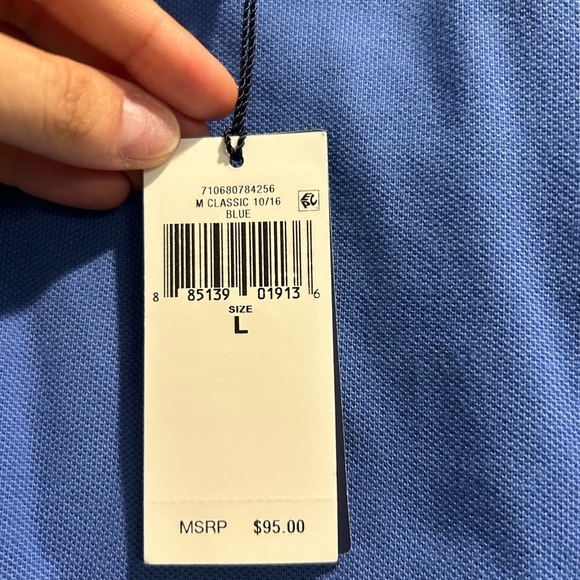 710680784256
M CLASSIC 10/16
BLUE
8 85139 01913 6
SIZE
L
MSRP $95.00